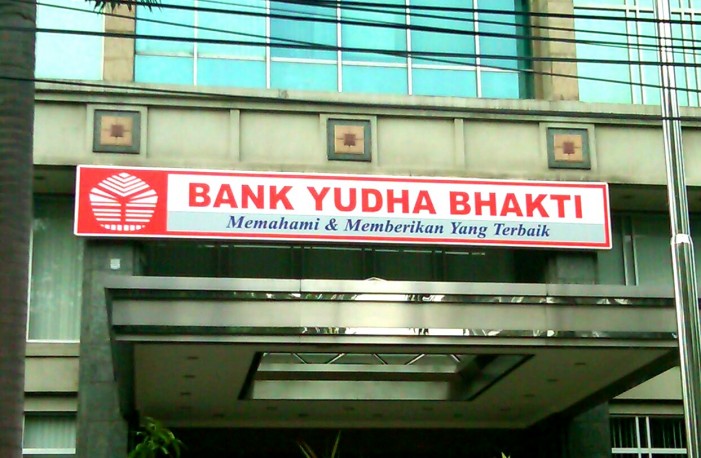 BANK YUDHA BHAKTI
Memahami & Memberikan Yang Terbaik